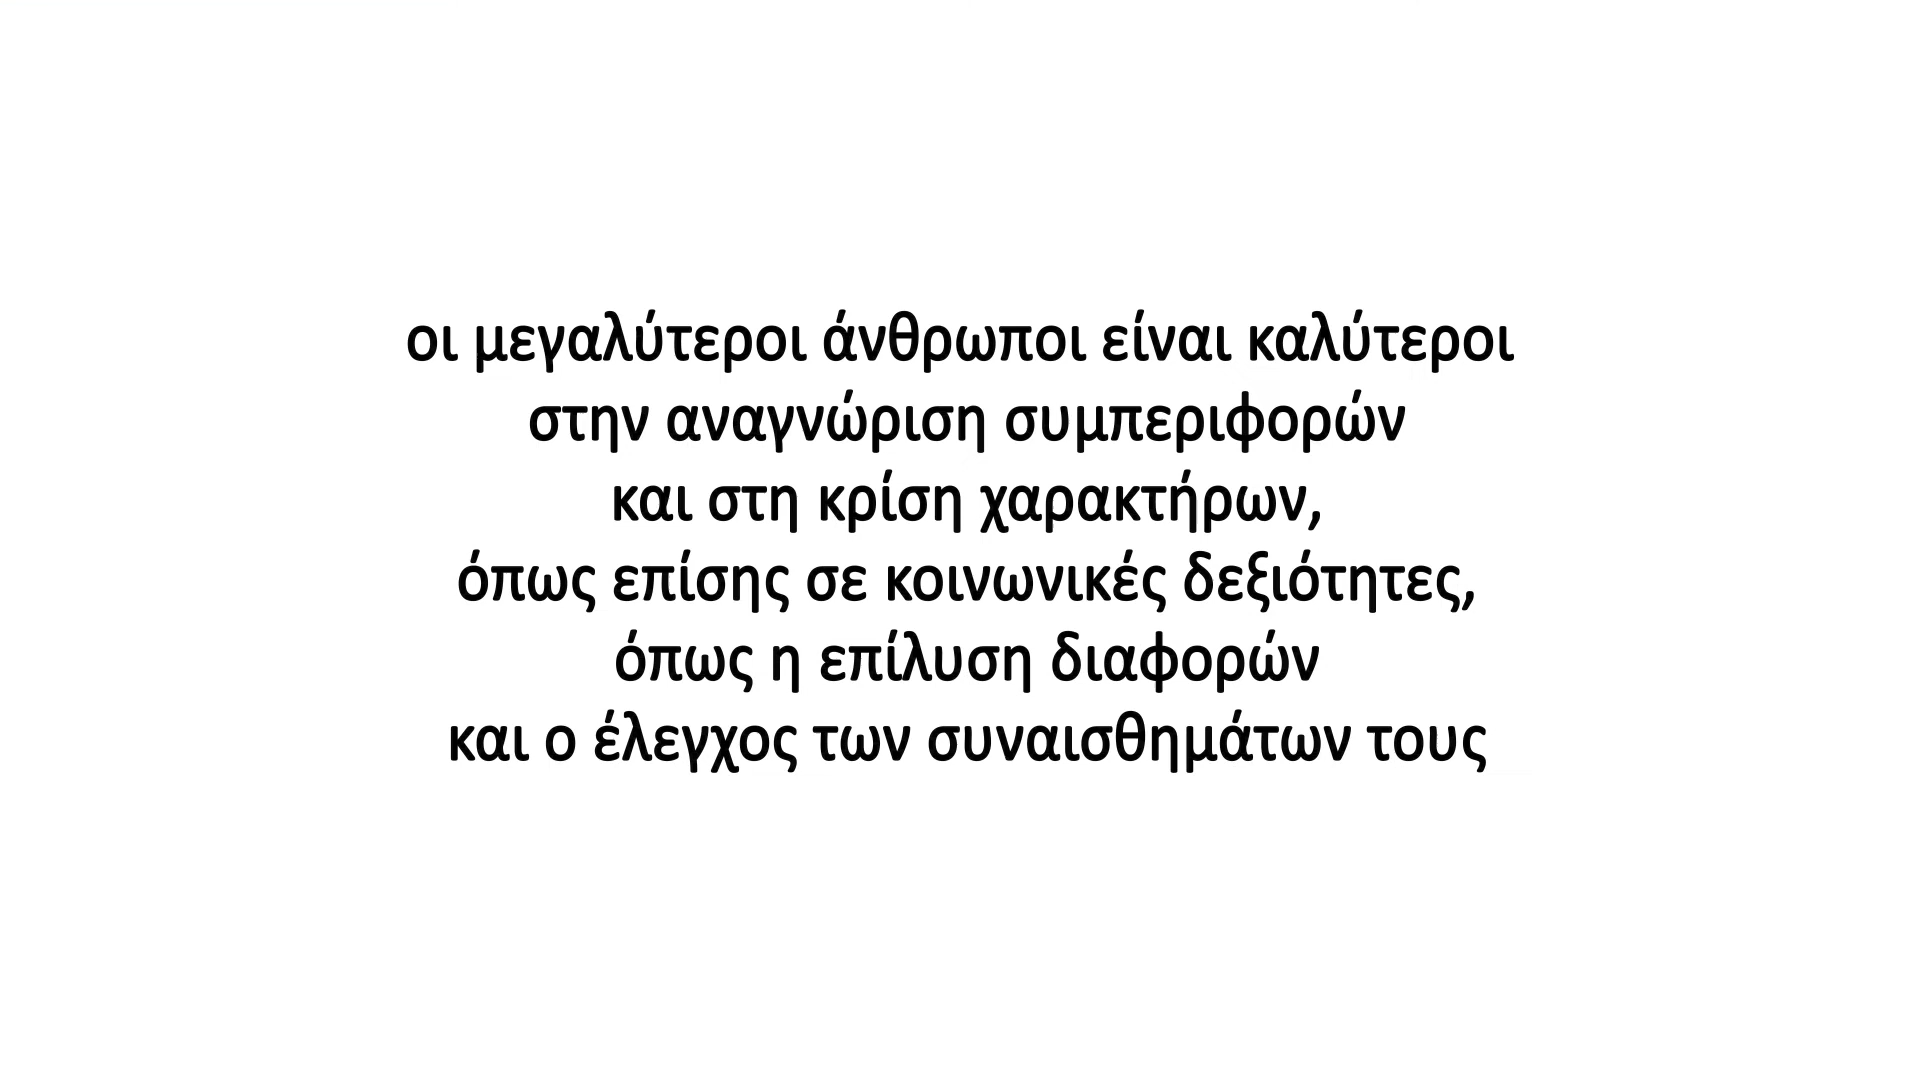 οι μεγαλύτεροι άνθρωποι είναι καλύτεροι
στην αναγνώριση συμπεριφορών
και στη κρίση χαρακτήρων,
όπως επίσης σε κοινωνικές δεξιότητες,
όπως η επίλυση διαφορών
και ο έλεγχος των συναισθημάτων τους